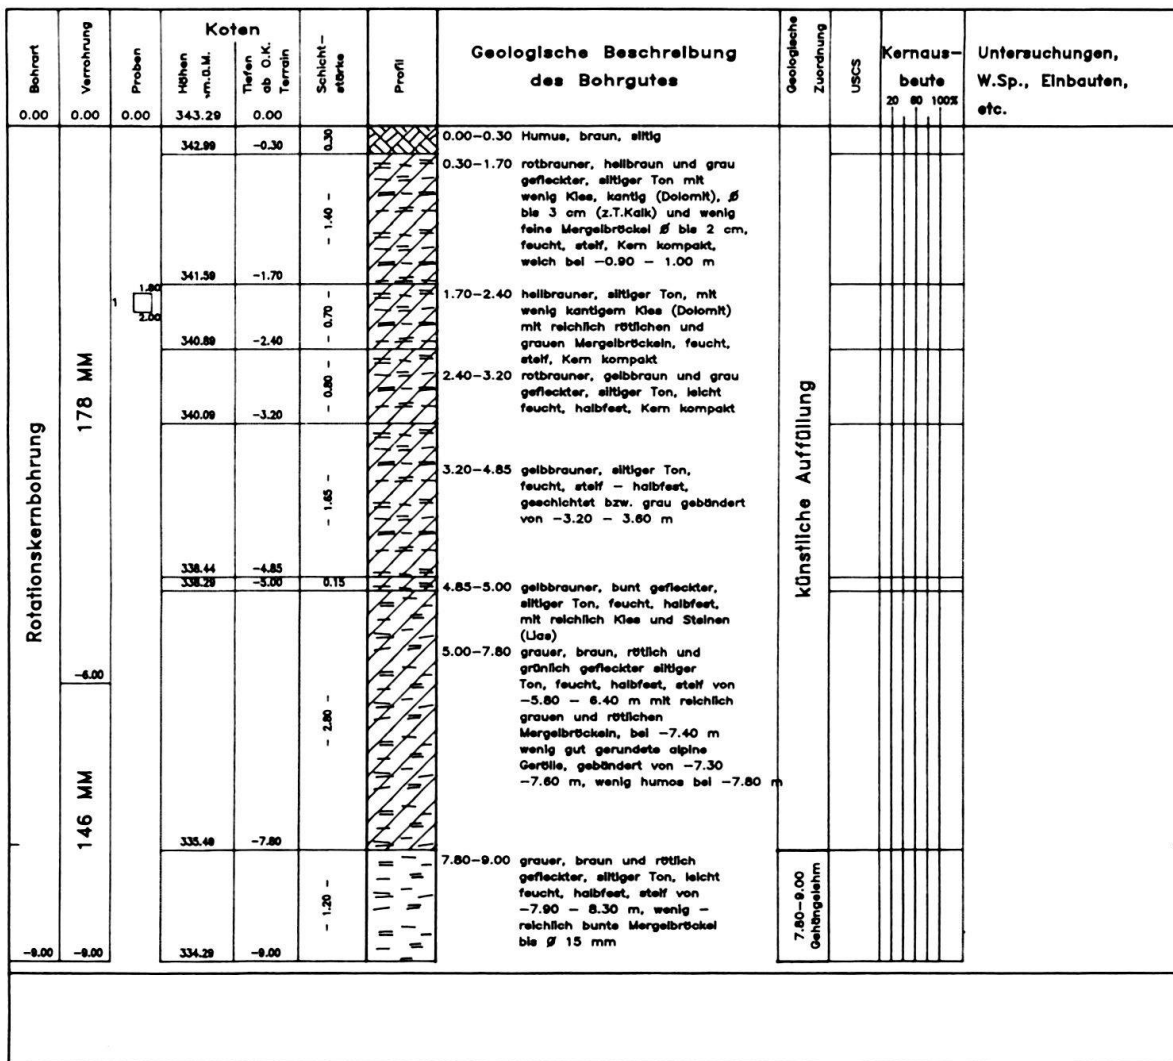 Bohrart
Verrohrung
Proben
Koten
Höhen
vm.Ü.M.
Tiefen
ab O.K.
Terrain
Schicht-
stärke
Profil
Geologische Beschreibung
des Bohrgutes
Geologische
Zuordnung
USCS
Kernaus-
beute
20 80 100%
Untersuchungen,
W.Sp., Einbauten,
etc.
0.00 0.00 0.00 343.29 0.00
0.30
342.99 -0.30
0.00-0.30 Humus, braun, siltig
0.30-1.70 rotbrauner, hellbraun und grau
gefleckter, siltiger Ton mit
wenig Kies, kantig (Dolomit), Ø
bis 3 cm (z.T.Kalk) und wenig
feine Mergelbröckel Ø bis 2 cm,
feucht, steif, Kern kompakt,
weich bei -0.90 - 1.00 m
- 1.40 -
341.59 -1.70
1.80
1
2.00
1.70-2.40 hellbrauner, siltiger Ton, mit
wenig kantigem Kies (Dolomit)
mit reichlich rötlichen und
grauen Mergelbröckeln, feucht,
steif, Kern kompakt
- 0.70 -
340.89 -2.40
2.40-3.20 rotbrauner, gelbbraun und grau
gefleckter, siltiger Ton, leicht
feucht, halbfest, Kern kompakt
- 0.80 -
340.09 -3.20
178 MM
Rotationskernbohrung
künstliche Auffüllung
3.20-4.85 gelbbrauner, siltiger Ton,
feucht, steif - halbfest,
geschichtet bzw. grau gebändert
von -3.20 - 3.60 m
- 1.65 -
338.44 -4.85
338.29 -5.00 0.15
4.85-5.00 gelbbrauner, bunt gefleckter,
siltiger Ton, feucht, halbfest,
mit reichlich Kies und Steinen
(Lias)
5.00-7.80 grauer, braun, rötlich und
grünlich gefleckter siltiger
Ton, feucht, halbfest, steif von
-5.80 - 6.40 m mit reichlich
grauen und rötlichen
Mergelbröckeln, bei -7.40 m
wenig gut gerundete alpine
Gerölle, gebändert von -7.30
-7.60 m, wenig humos bei -7.80 m
-6.00
- 2.80 -
146 MM
335.49 -7.80
7.80-9.00 grauer, braun und rötlich
gefleckter, siltiger Ton, leicht
feucht, halbfest, steif von
-7.90 - 8.30 m, wenig -
reichlich bunte Mergelbröckel
bis Ø 15 mm
- 1.20 -
7.80-9.00
Gehängelehm
-9.00 -9.00 334.29 -9.00